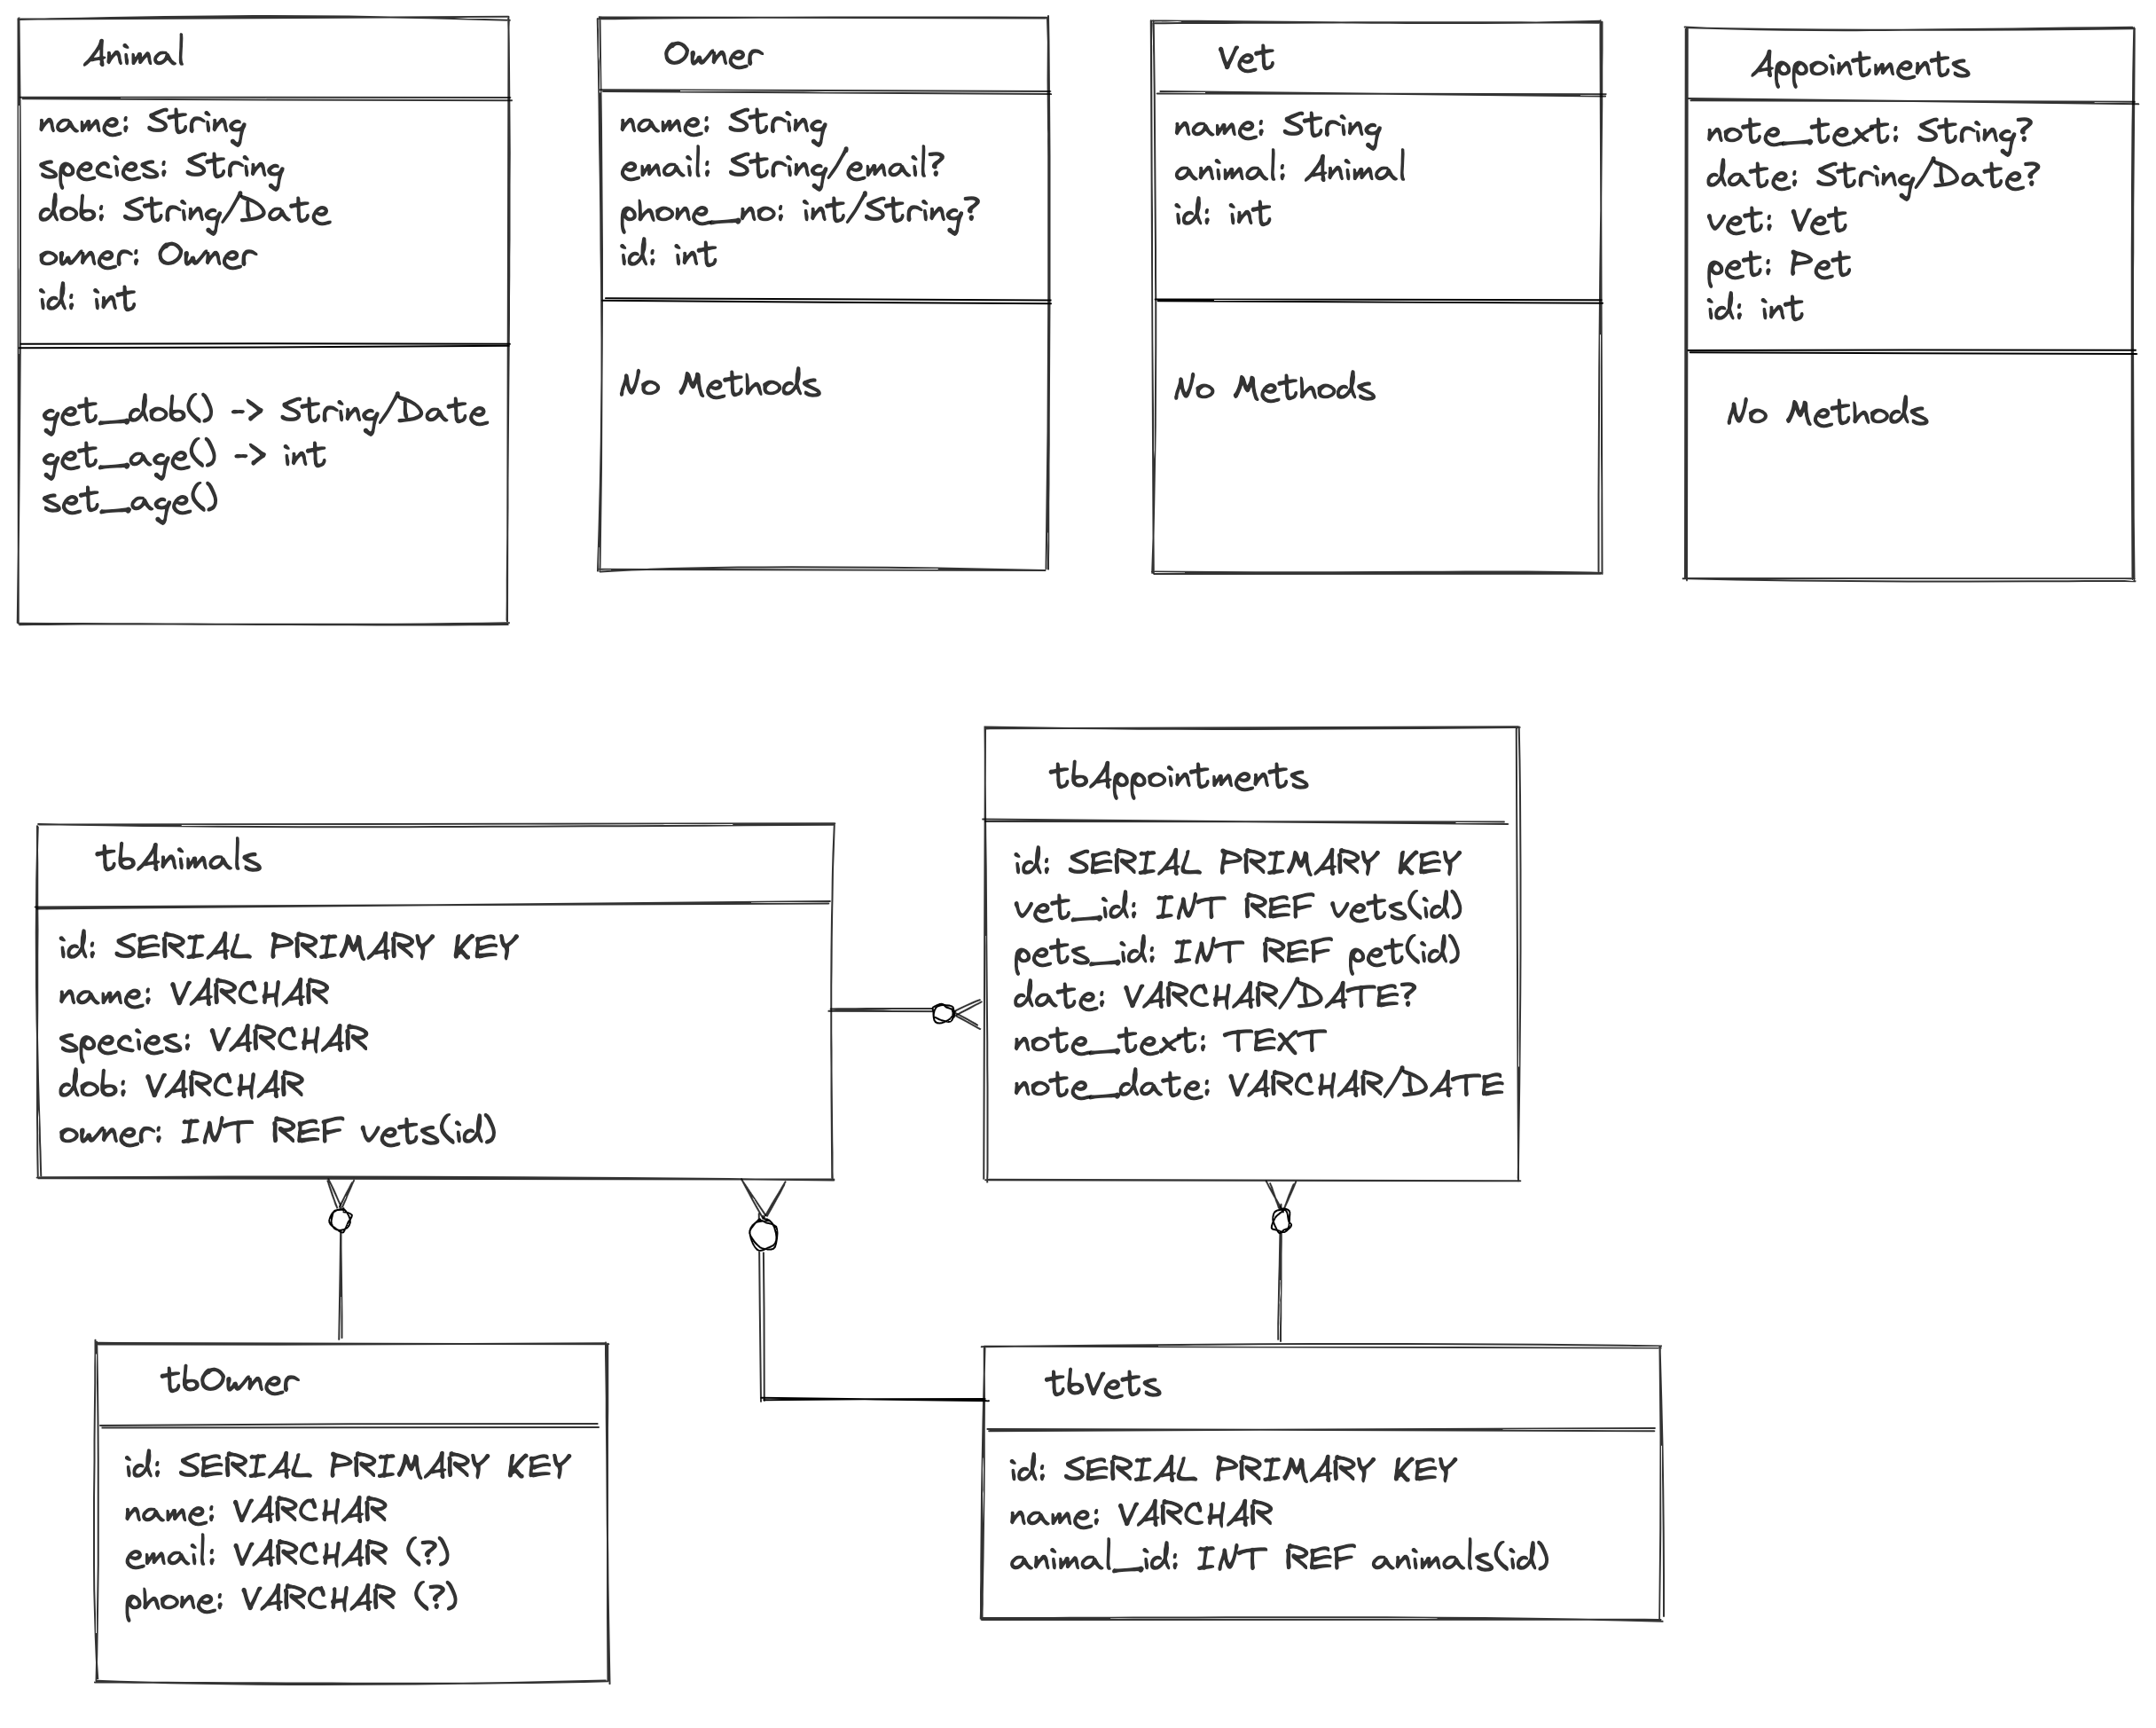 Animal
name: String
species: String
dob: String/Date
owner: Owner
id: int
get_dob() -> String/Date
get_age() -> int
set_age()
Owner
name: String
email: String/email?
phone_no: int/String?
id: int
No Methods
Vet
name: String
animal: Animal
id: int
No Methods
Appointments
note_text: String?
date: String/Date?
vet: Vet
pet: Pet
id: int
No Methods
tbAnimals
id: SERIAL PRIMARY KEY
name: VARCHAR
species: VARCHAR
dob: VARCHAR
owner: INT REF vets(id)
tbAppointments
id: SERIAL PRIMARY KEY
vet_id: INT REF vets(id)
pets_id: INT REF pet(id)
date: VARCHAR/DATE?
note_text: TEXT
note_date: VARCHAR/DATE
tbOwner
id: SERIAL PRIMARY KEY
name: VARCHAR
email: VARCHAR (?)
phone: VARCHAR (?)
tbVets
id: SERIAL PRIMARY KEY
name: VARCHAR
animal_id: INT REF animals(id)